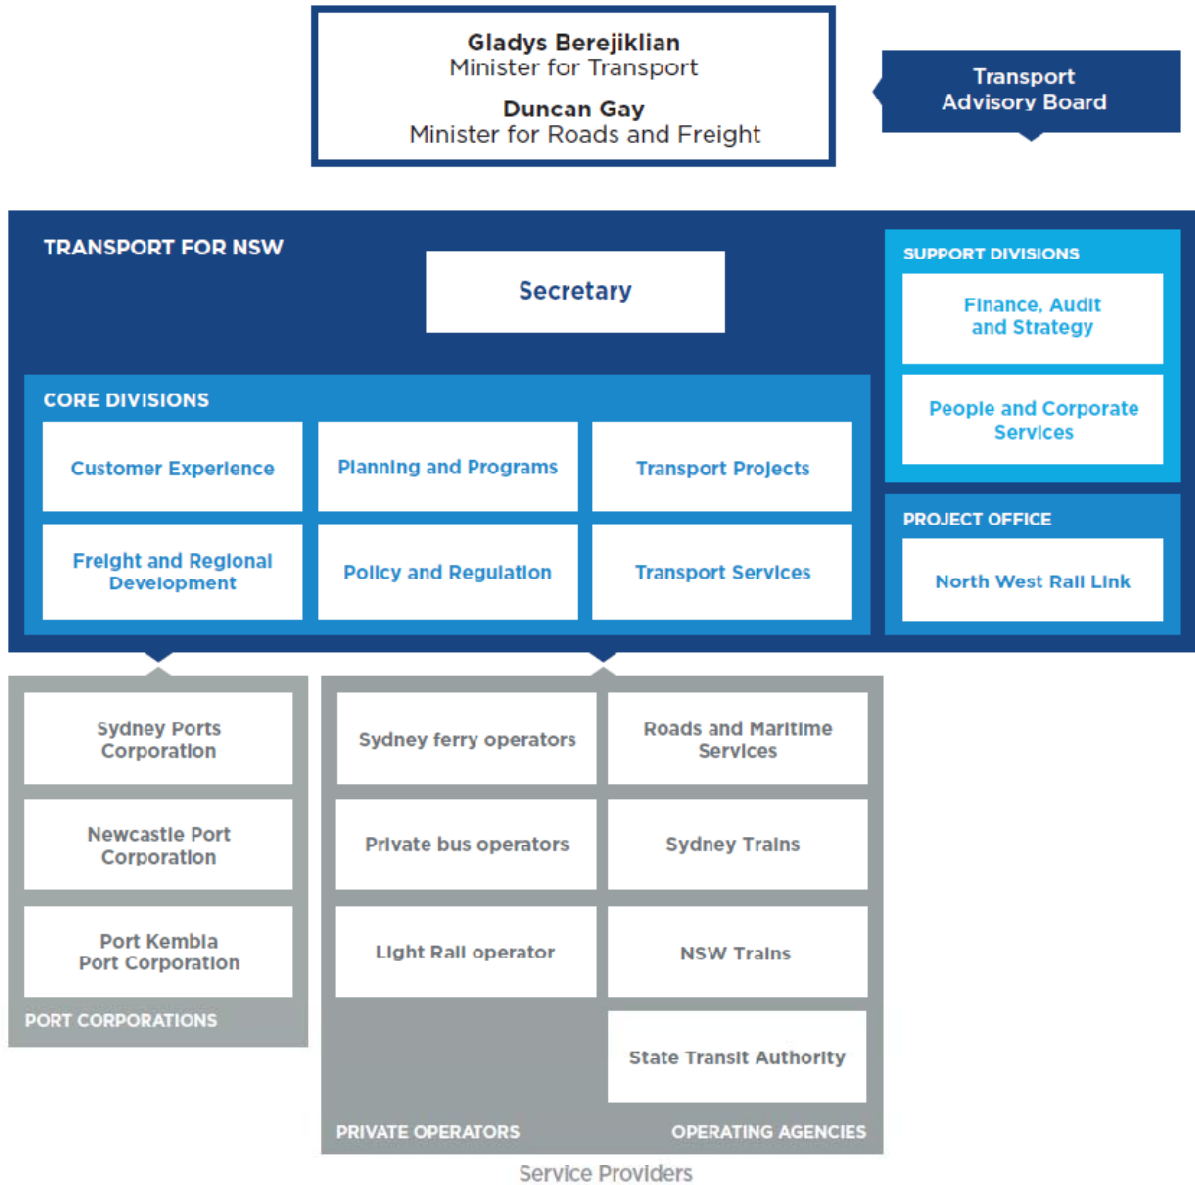 Gladys Berejiklian
Minister for Transport
Duncan Gay
Minister for Roads and Freight
Transport
Advisory Board
TRANSPORT FOR NSW
Secretary
SUPPORT DIVISIONS
Finance, Audit
and Strategy
People and Corporate
Services
CORE DIVISIONS
Customer Experience
Planning and Programs
Transport Projects
Freight and Regional
Development
Policy and Regulation
Transport Services
PROJECT OFFICE
North West Rail Link
Sydney Ports
Corporation
Newcastle Port
Corporation
Port Kembla
Port Corporation
PORT CORPORATIONS
Sydney ferry operators
Private bus operators
Light Rail operator
PRIVATE OPERATORS
Roads and Maritime
Services
Sydney Trains
NSW Trains
State Transit Authority
OPERATING AGENCIES
Service Providers